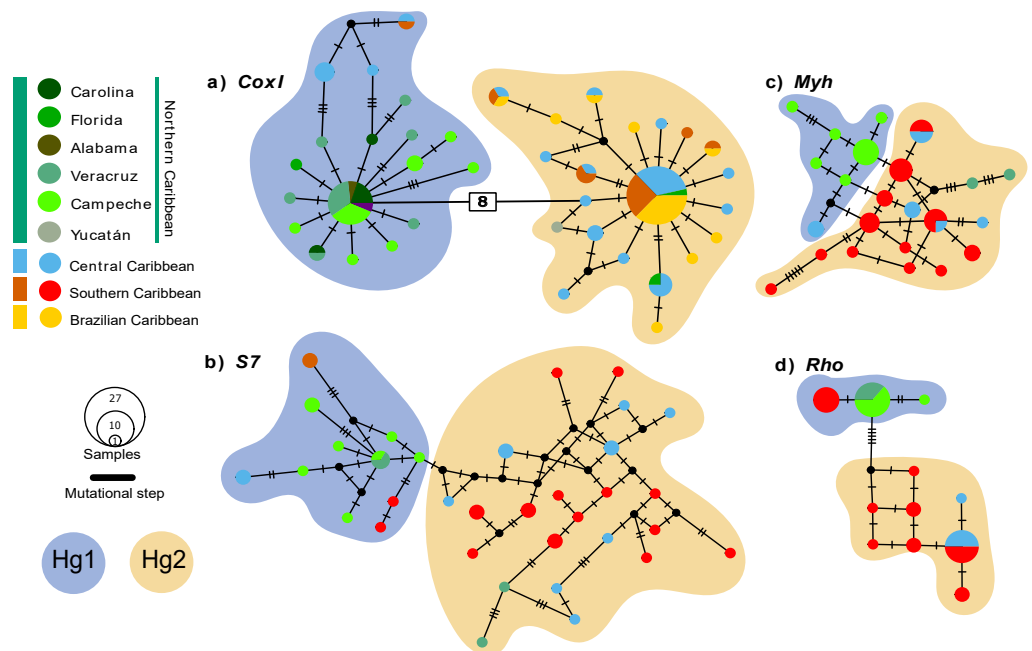 a) CoxI
c) Myh
Carolina
Florida
Alabama
Veracruz
Campeche
Yucatán
Northern Caribbean
Central Caribbean
Southern Caribbean
Brazilian Caribbean
8
b) S7
d) Rho
27
10
1
Samples
Mutational step
Hg1
Hg2